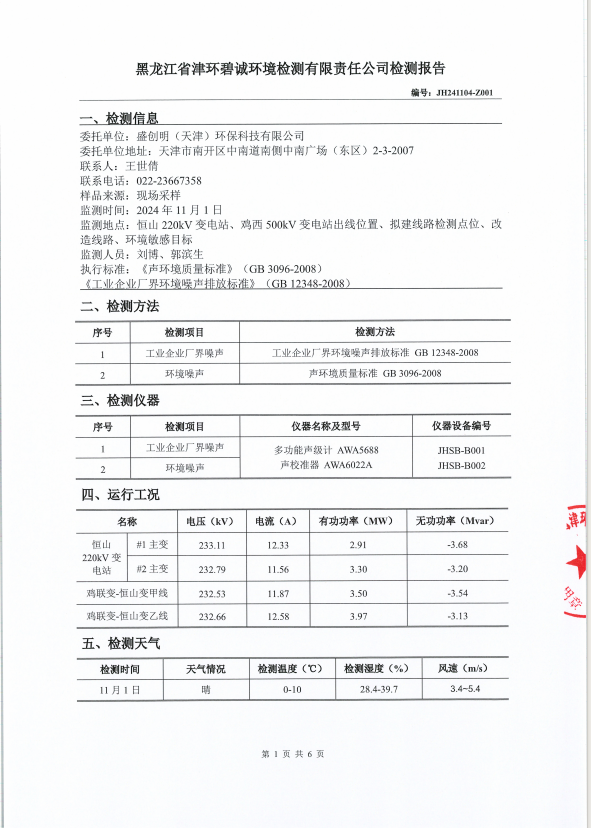 黑龙江省津环碧诚环境检测有限责任公司检测报告
编号：JH241104-Z001
一、检测信息
委托单位：盛创明（天津）环保科技有限公司
委托单位地址：天津市南开区中南道南侧中南广场（东区）2-3-2007
联系人：王世倩
联系电话：022-23667358
样品来源：现场采样
监测时间：2024 年 11 月 1 日
监测地点：恒山 220kV 变电站、鸡西 500kV 变电站出线位置、拟建线路检测点位、改
造线路、环境敏感目标
监测人员：刘博、郭滨生
执行标准：《声环境质量标准》（GB 3096-2008）
《工业企业厂界环境噪声排放标准》（GB 12348-2008）
二、检测方法
序号 检测项目 检测方法
1 工业企业厂界噪声 工业企业厂界环境噪声排放标准 GB 12348-2008
2 环境噪声 声环境质量标准 GB 3096-2008
三、检测仪器
序号 检测项目 仪器名称及型号 仪器设备编号
1 工业企业厂界噪声 多功能声级计 AWA5688 JHSB-B001
2 环境噪声 声校准器 AWA6022A JHSB-B002
四、运行工况
名称 电压（kV） 电流（A） 有功功率（MW） 无功功率（Mvar）
恒山
220kV 变
电站
#1 主变 233.11 12.33 2.91 -3.68
#2 主变 232.79 11.56 3.30 -3.20
鸡联变-恒山变甲线 232.53 11.87 3.50 -3.54
鸡联变-恒山变乙线 232.66 12.58 3.97 -3.13
五、检测天气
检测时间 天气情况 检测温度（℃） 检测湿度（%） 风速（m/s）
11 月 1 日 晴 0-10 28.4-39.7 3.4~5.4
第 1 页 共 6 页
津环
用章